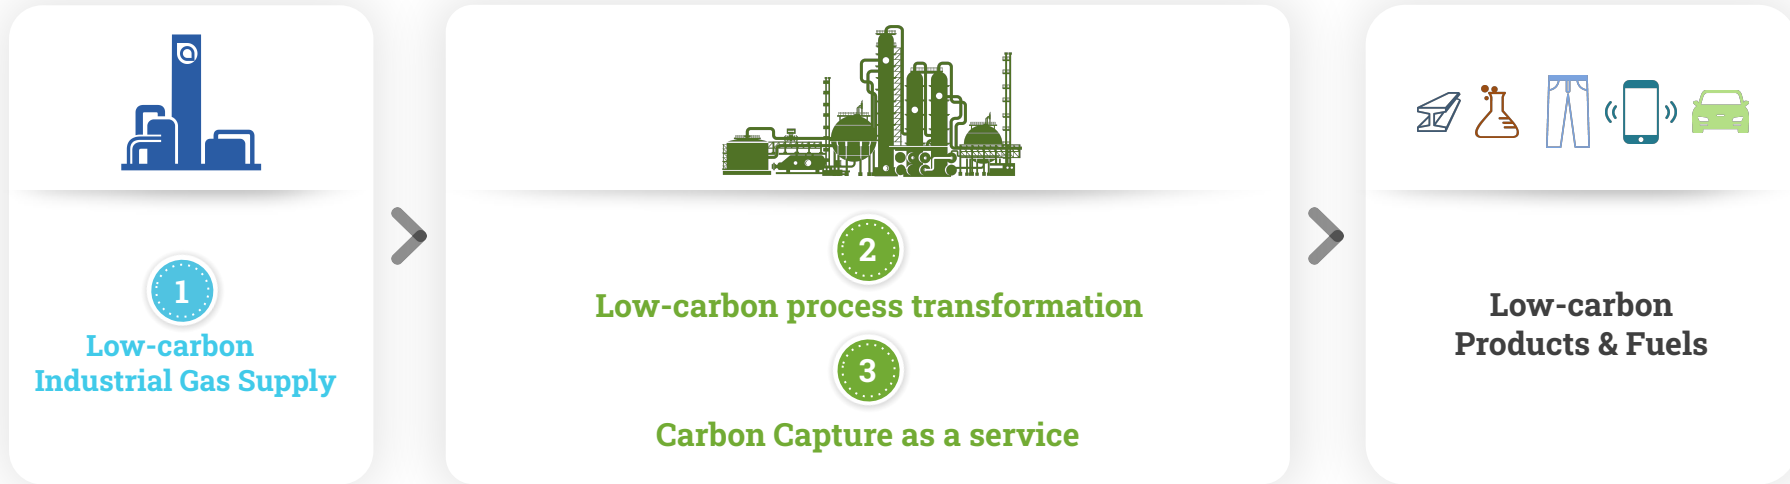 1
Low-carbon
Industrial Gas Supply
2
Low-carbon process transformation
3
Carbon Capture as a service
Low-carbon
Products & Fuels